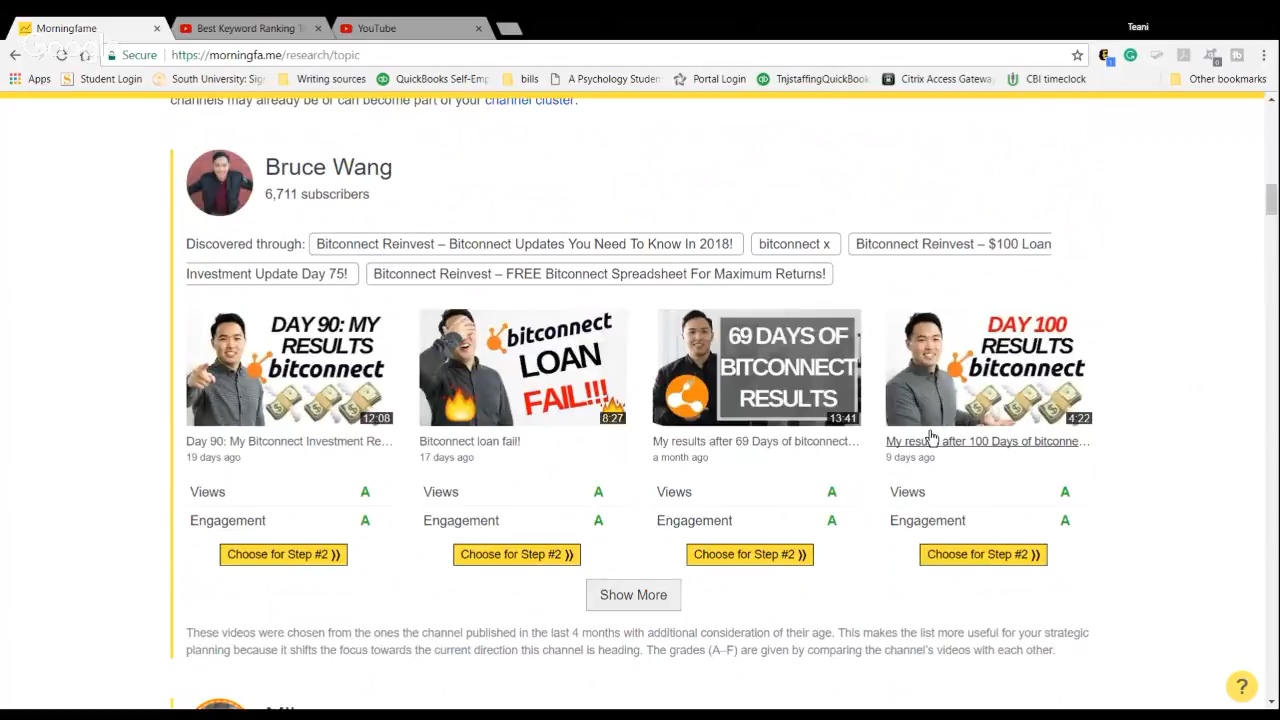 Teani
Morningfame
Best Keyword Ranking T
YouTube
Google
Secure
https://morningfa.me/research/topic
Apps
Student Login
South University: Sig
Writing sources
QuickBooks Self-Emp
bills
A Psychology Studen
Portal Login
TnjstaffingQuickBook
Citrix Access Gateway
CBI timeclock
Other bookmarks
channels may already be or can become part of your channel cluster.
Bruce Wang
6,711 subscribers
Discovered through: Bitconnect Reinvest – Bitconnect Updates You Need To Know In 2018! bitconnect x Bitconnect Reinvest – $100 Loan
Investment Update Day 75! Bitconnect Reinvest – FREE Bitconnect Spreadsheet For Maximum Returns!
DAY 90: MY
RESULTS
bitconnect
12:08
bitconnect
LOAN
FAIL!!!
8:27
69 DAYS OF
BITCONNECT
RESULTS
13:41
DAY 100
RESULTS
bitconnect
4:22
Day 90: My Bitconnect Investment Re...
19 days ago
Bitconnect loan fail!
17 days ago
My results after 69 Days of bitconnect...
a month ago
My results after 100 Days of bitconne...
9 days ago
Views A
Engagement A
Choose for Step #2 ⟫
Views A
Engagement A
Choose for Step #2 ⟫
Views A
Engagement A
Choose for Step #2 ⟫
Views A
Engagement A
Choose for Step #2 ⟫
Show More
These videos were chosen from the ones the channel published in the last 4 months with additional consideration of their age. This makes the list more useful for your strategic
planning because it shifts the focus towards the current direction this channel is heading. The grades (A–F) are given by comparing the channel's videos with each other.
?